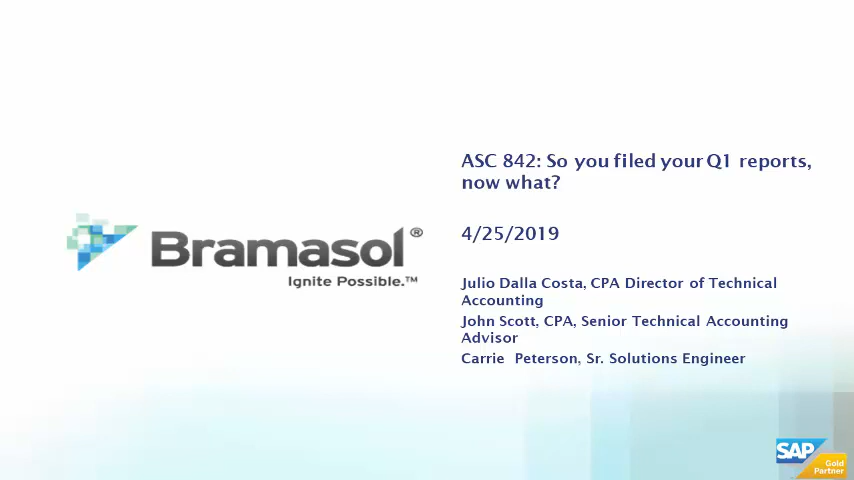 ASC 842: So you filed your Q1 reports,
now what?
4/25/2019
Bramasol®
Ignite Possible.™
Julio Dalla Costa, CPA Director of Technical
Accounting
John Scott, CPA, Senior Technical Accounting
Advisor
Carrie Peterson, Sr. Solutions Engineer
SAP
Gold
Partner